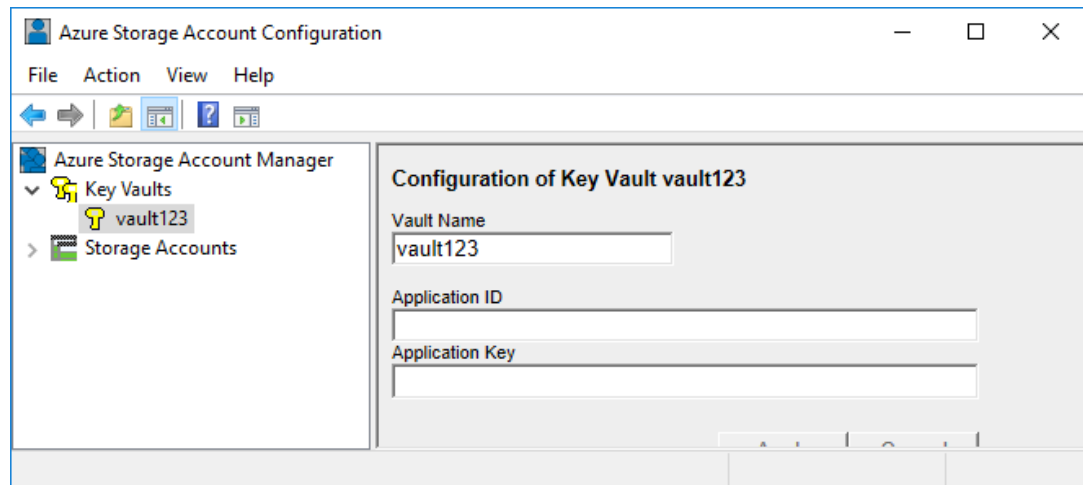 Azure Storage Account Configuration
File Action View Help
Azure Storage Account Manager
Key Vaults
vault123
Storage Accounts
Configuration of Key Vault vault123
Vault Name
vault123
Application ID
Application Key